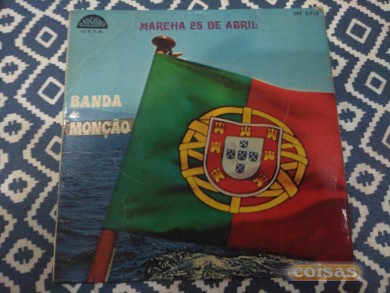 MARCHA 25 DE ABRIL
BANDA
MONÇÃO
coisas